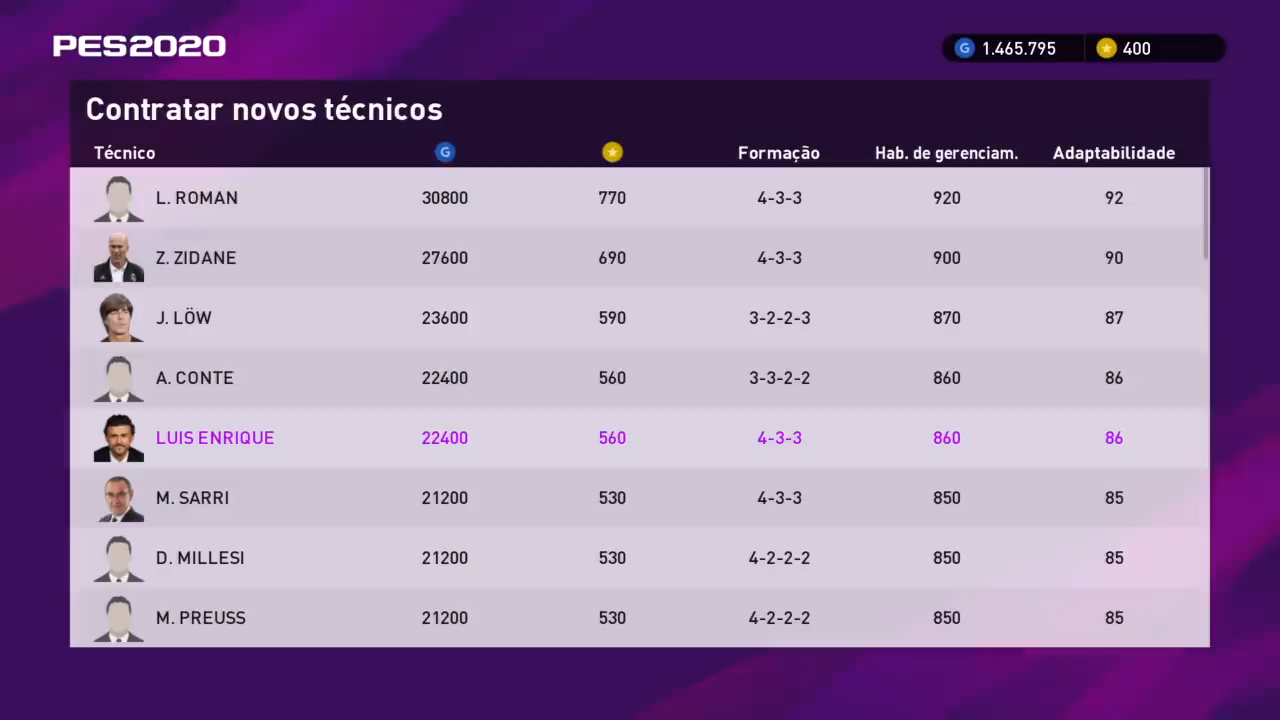 PES2020
G 1.465.795 400
Contratar novos técnicos
Técnico G Formação Hab. de gerenciam. Adaptabilidade
L. ROMAN 30800 770 4-3-3 920 92
Z. ZIDANE 27600 690 4-3-3 900 90
J. LÖW 23600 590 3-2-2-3 870 87
A. CONTE 22400 560 3-3-2-2 860 86
LUIS ENRIQUE 22400 560 4-3-3 860 86
M. SARRI 21200 530 4-3-3 850 85
D. MILLESI 21200 530 4-2-2-2 850 85
M. PREUSS 21200 530 4-2-2-2 850 85